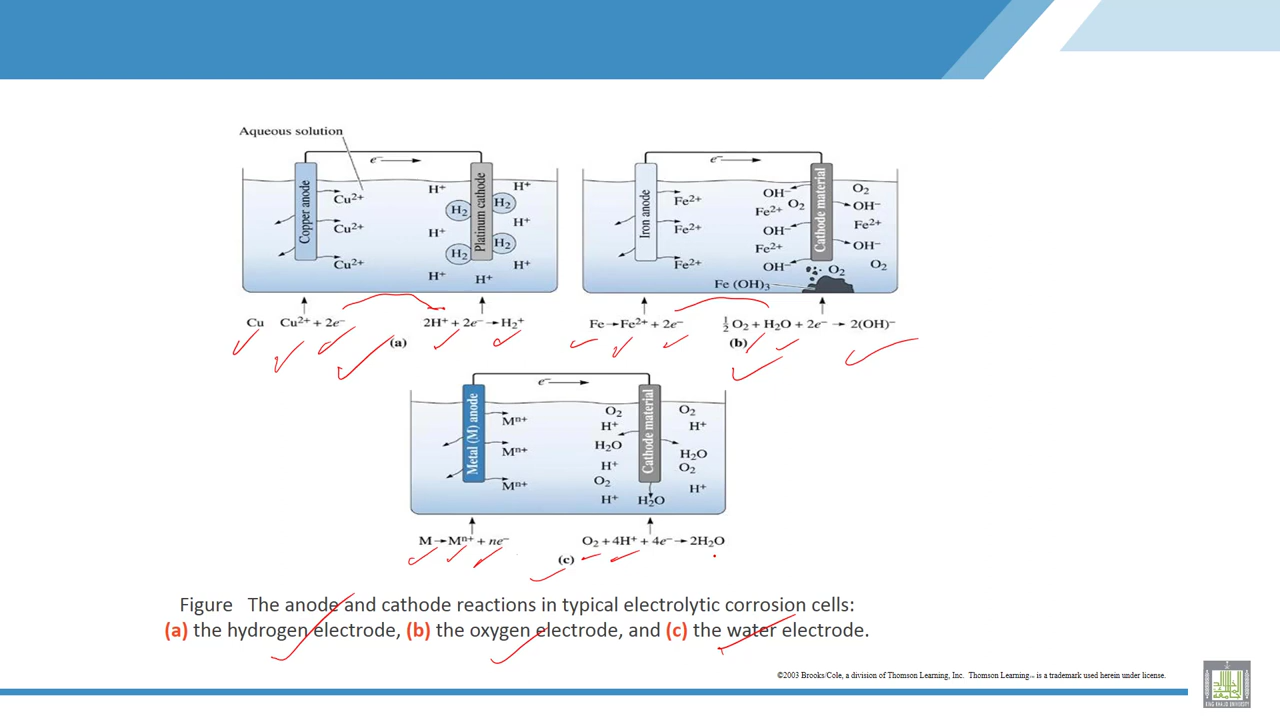 Aqueous solution
e⁻
Copper anode
Platinum cathode
Cu²⁺
Cu²⁺
Cu²⁺
H⁺
H⁺
H⁺
H⁺
H⁺
H⁺
H⁺
H₂
H₂
H₂
H₂
Cu Cu²⁺ + 2e⁻
2H⁺ + 2e⁻ → H₂⁺
(a)
e⁻
Iron anode
Cathode material
Fe²⁺
Fe²⁺
Fe²⁺
OH⁻
Fe²⁺ O₂
OH⁻
Fe²⁺
OH⁻
O₂
OH⁻
Fe²⁺
OH⁻
O₂
O₂
Fe (OH)₃
Fe → Fe²⁺ + 2e⁻
½ O₂ + H₂O + 2e⁻ → 2(OH)⁻
(b)
e⁻
Metal (M) anode
Cathode material
Mⁿ⁺
Mⁿ⁺
Mⁿ⁺
O₂
H⁺
H₂O
H⁺
O₂
H⁺
H₂O
O₂
H⁺
H₂O
O₂
H⁺
M → Mⁿ⁺ + ne⁻
O₂ + 4H⁺ + 4e⁻ → 2H₂O
(c)
Figure The anode and cathode reactions in typical electrolytic corrosion cells:
(a) the hydrogen electrode, (b) the oxygen electrode, and (c) the water electrode.
©2003 Brooks/Cole, a division of Thomson Learning, Inc. Thomson Learning™ is a trademark used herein under license.